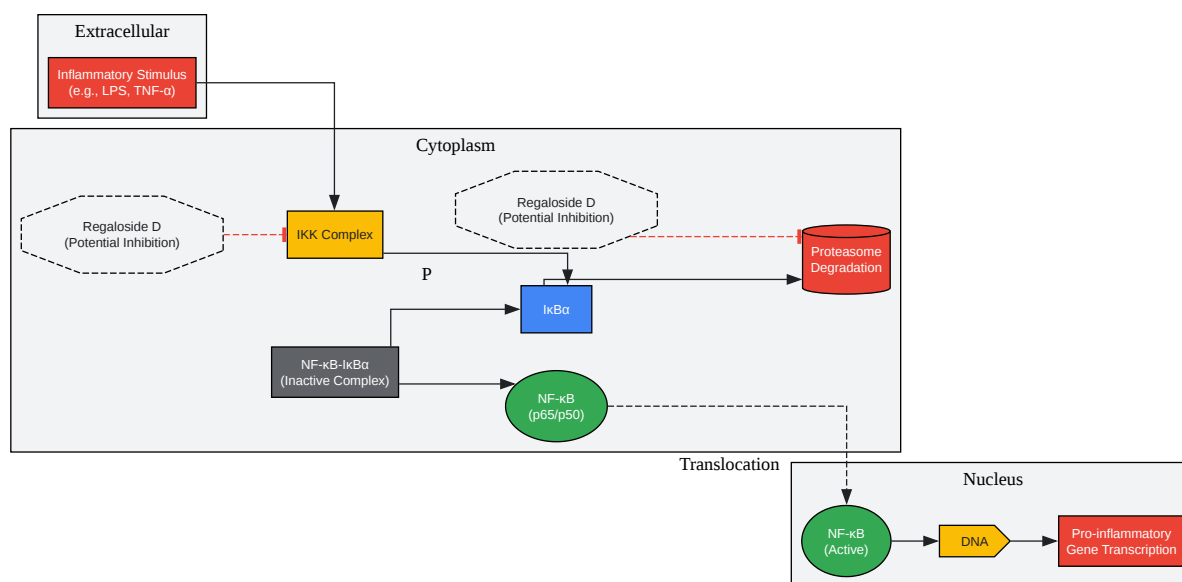 Extracellular
Inflammatory Stimulus
(e.g., LPS, TNF-α)
Cytoplasm
Regaloside D
(Potential Inhibition)
IKK Complex
Regaloside D
(Potential Inhibition)
Proteasome
Degradation
P
IκBα
NF-κB-IκBα
(Inactive Complex)
NF-κB
(p65/p50)
Translocation
Nucleus
NF-κB
(Active)
DNA
Pro-inflammatory
Gene Transcription